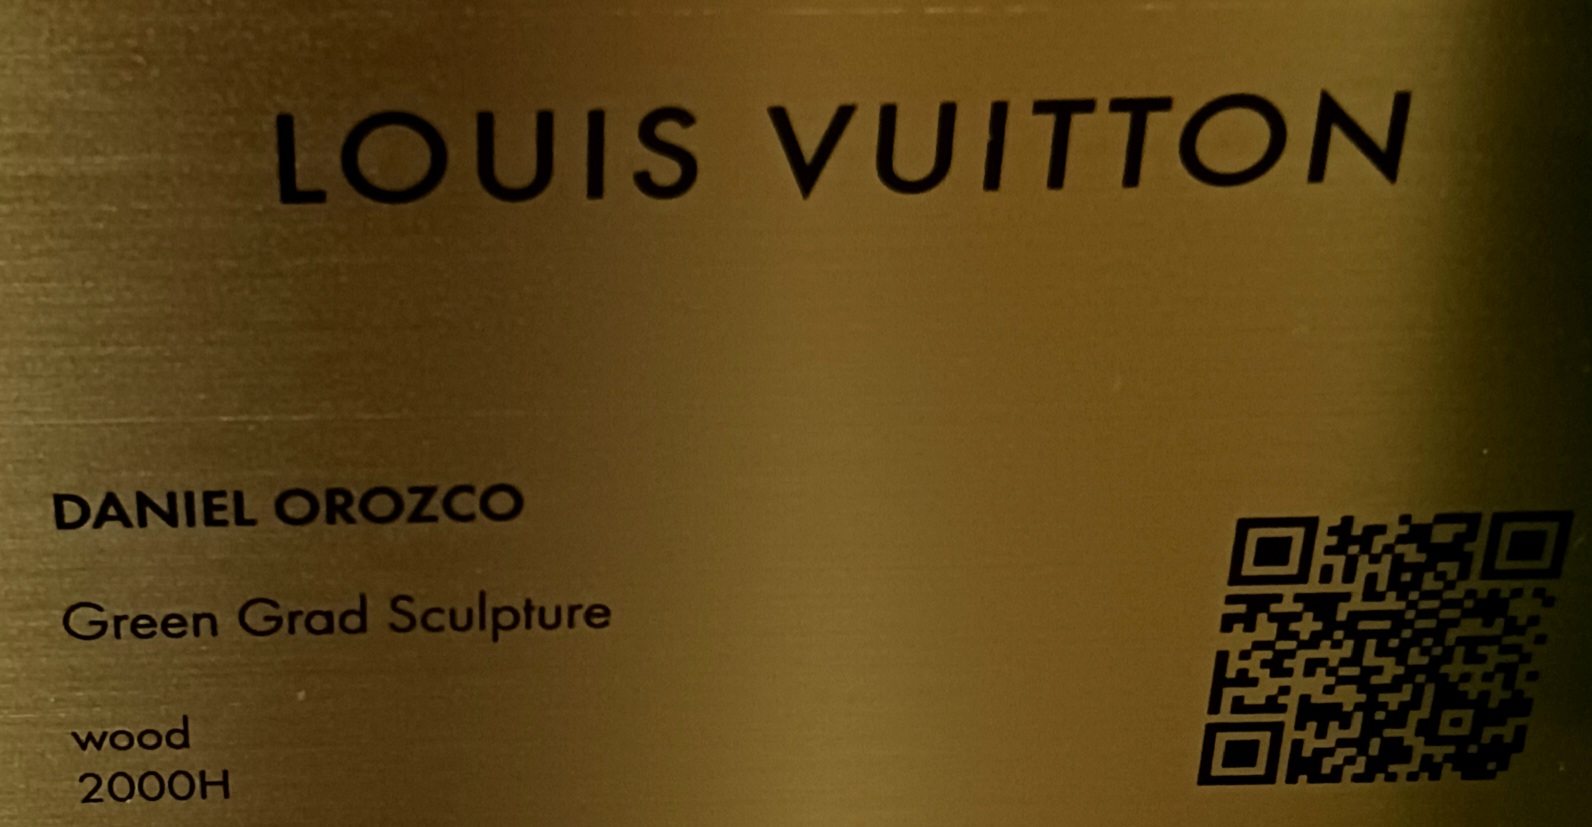 LOUIS VUITTON
DANIEL OROZCO
Green Grad Sculpture
wood
2000H